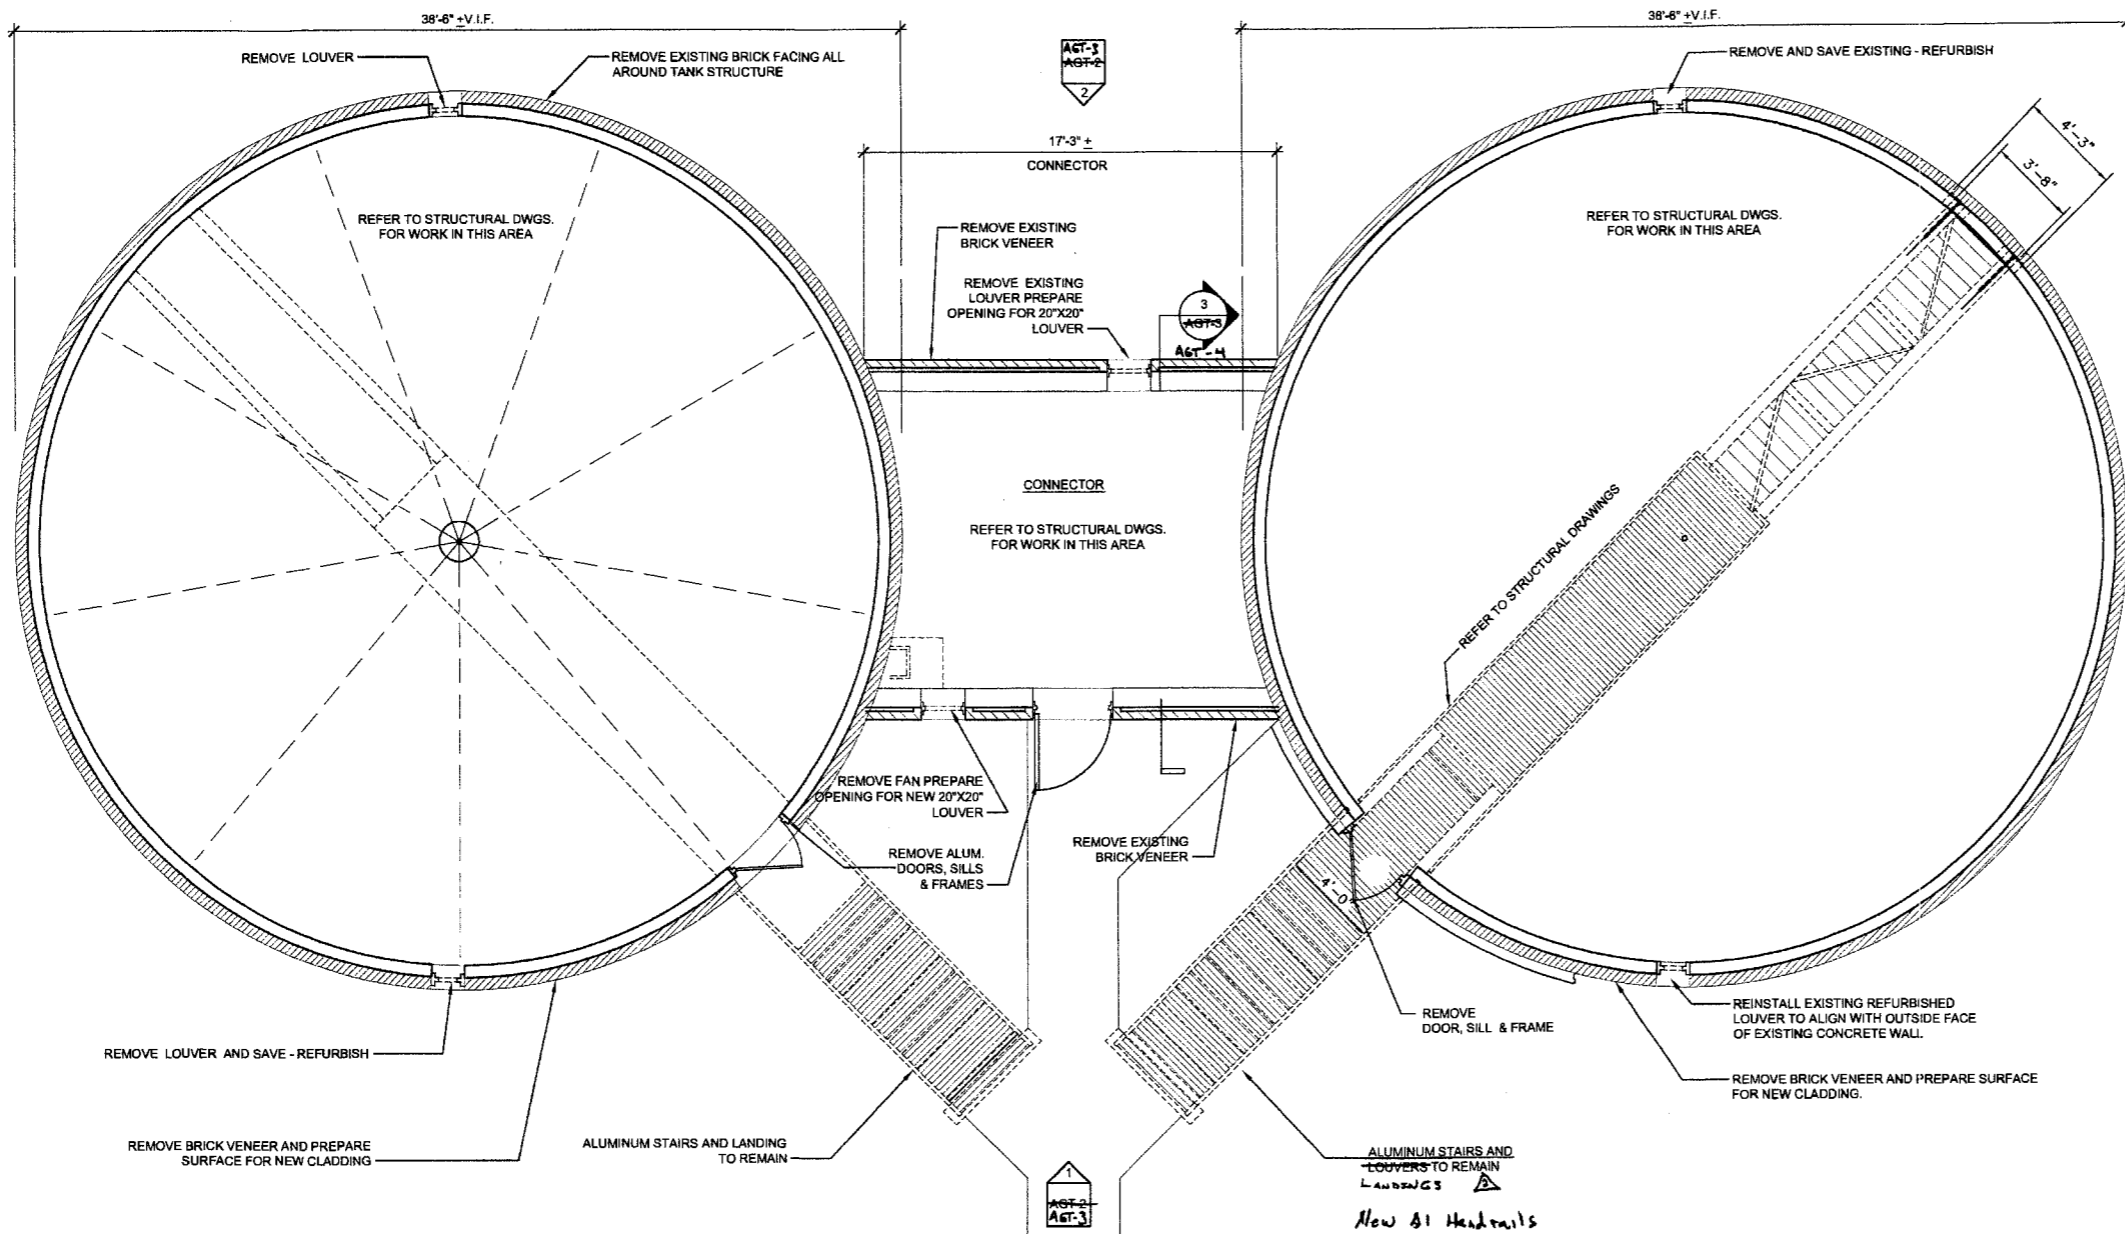 38'-6" ±V.I.F.
38'-6" ±V.I.F.
REMOVE LOUVER
REMOVE EXISTING BRICK FACING ALL
AROUND TANK STRUCTURE
AGT-3
AGT-2
2
REMOVE AND SAVE EXISTING - REFURBISH
4'-3"
3'-8"
17'-3" ±
CONNECTOR
REFER TO STRUCTURAL DWGS.
FOR WORK IN THIS AREA
REFER TO STRUCTURAL DWGS.
FOR WORK IN THIS AREA
REMOVE EXISTING
BRICK VENEER
REMOVE EXISTING
LOUVER PREPARE
OPENING FOR 20"X20"
LOUVER
3
AGT-3
AGT-4
CONNECTOR
REFER TO STRUCTURAL DWGS.
FOR WORK IN THIS AREA
REFER TO STRUCTURAL DRAWINGS
REMOVE FAN PREPARE
OPENING FOR NEW 20"X20"
LOUVER
REMOVE ALUM.
DOORS, SILLS
& FRAMES
REMOVE EXISTING
BRICK VENEER
4'-0
REMOVE
DOOR, SILL & FRAME
REINSTALL EXISTING REFURBISHED
LOUVER TO ALIGN WITH OUTSIDE FACE
OF EXISTING CONCRETE WALL.
REMOVE LOUVER AND SAVE - REFURBISH
REMOVE BRICK VENEER AND PREPARE SURFACE
FOR NEW CLADDING.
REMOVE BRICK VENEER AND PREPARE
SURFACE FOR NEW CLADDING
ALUMINUM STAIRS AND LANDING
TO REMAIN
1
AGT-2
AGT-3
ALUMINUM STAIRS AND
LOUVERS TO REMAIN
LANDINGS 2
New Al Handrails